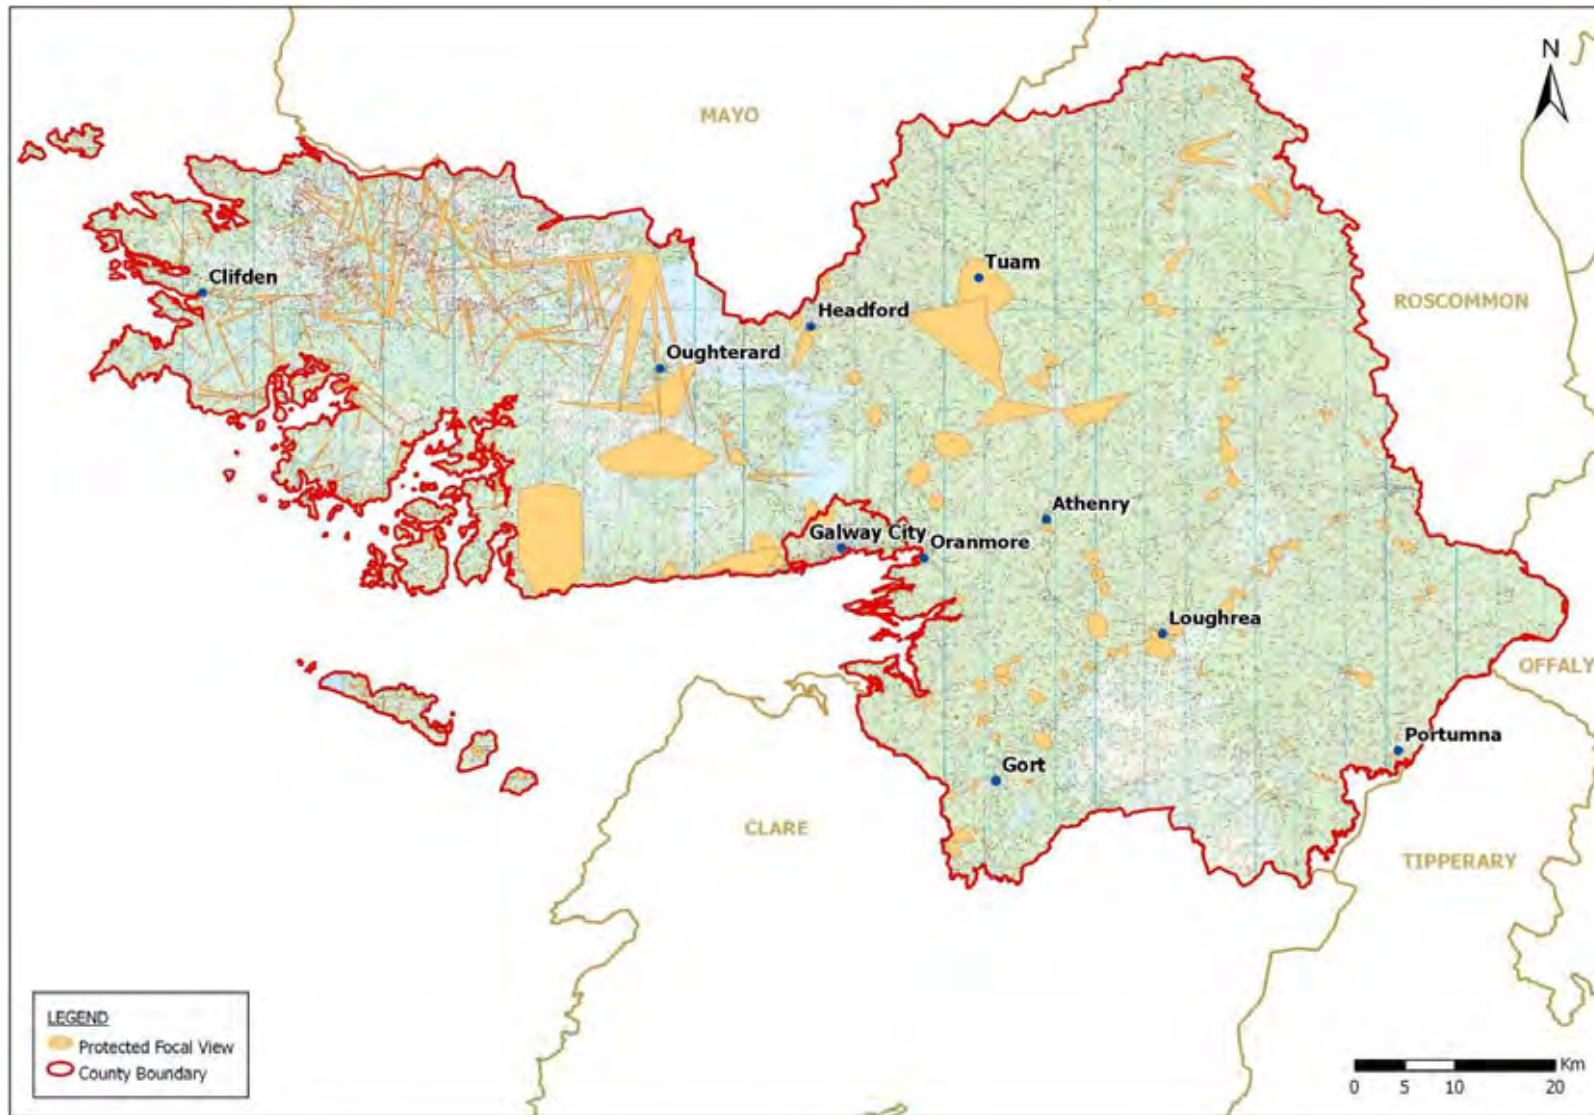 N
MAYO
Tuam
Clifden
ROSCOMMON
Headford
Oughterard
Athenry
Galway City
Oranmore
Loughrea
OFFALY
Portumna
Gort
CLARE
TIPPERARY
LEGEND
Protected Focal View
County Boundary
Km
0 5 10 20